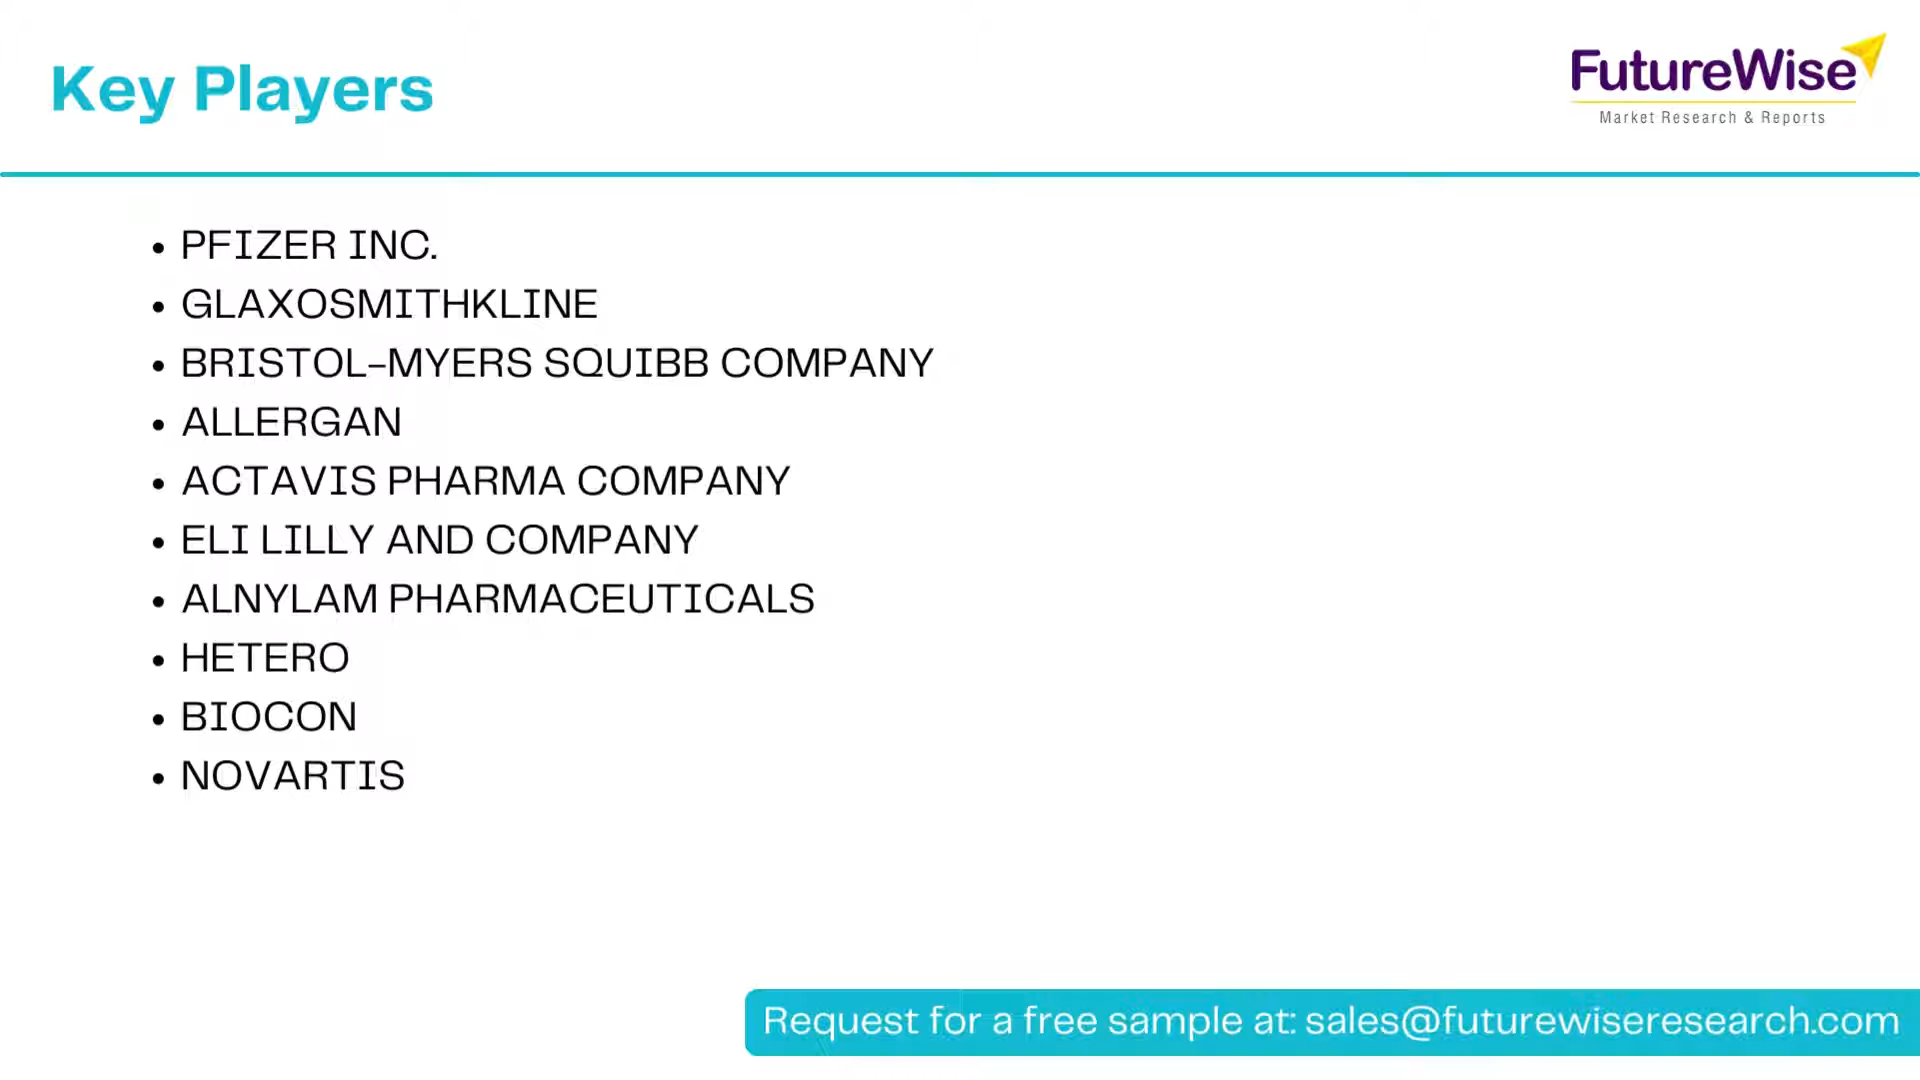 Key Players
FutureWise
Market Research & Reports
• PFIZER INC.
• GLAXOSMITHKLINE
• BRISTOL-MYERS SQUIBB COMPANY
• ALLERGAN
• ACTAVIS PHARMA COMPANY
• ELI LILLY AND COMPANY
• ALNYLAM PHARMACEUTICALS
• HETERO
• BIOCON
• NOVARTIS
Request for a free sample at: sales@futurewiseresearch.com